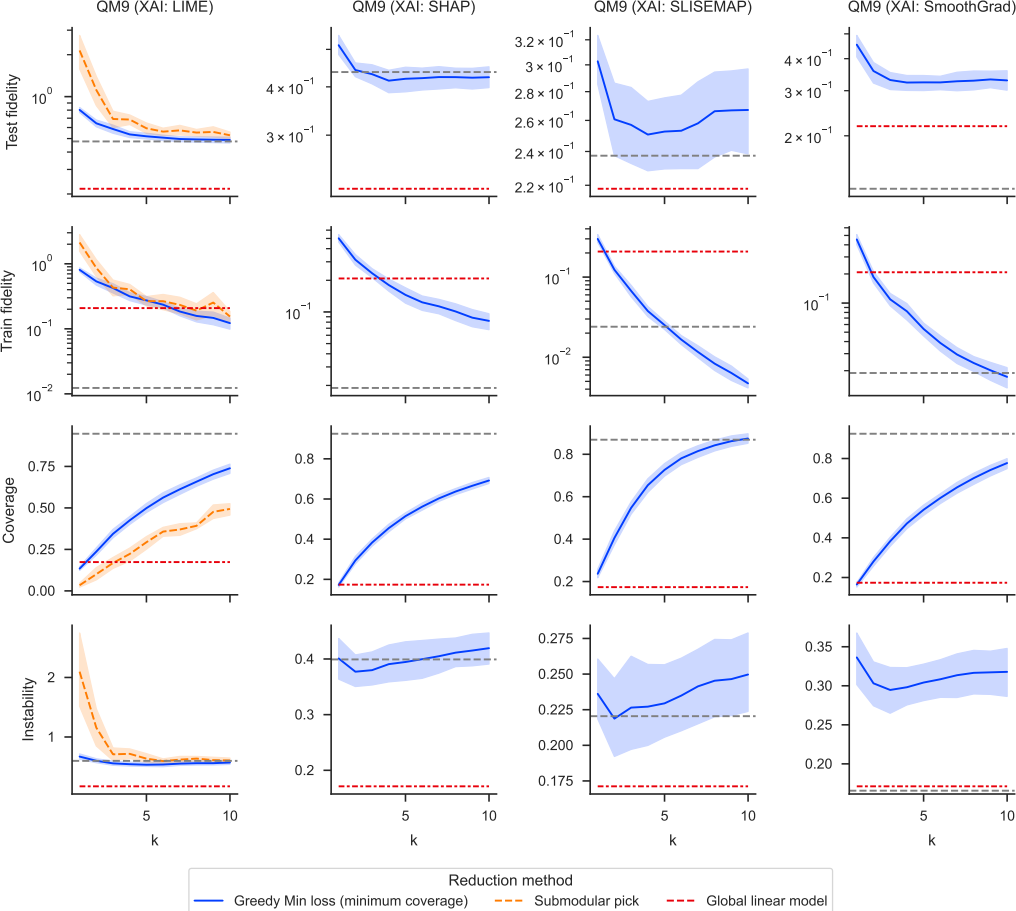 QM9 (XAI: LIME)
QM9 (XAI: SHAP)
QM9 (XAI: SLISEMAP)
QM9 (XAI: SmoothGrad)
Test fidelity
10⁰
4 × 10⁻¹
3 × 10⁻¹
3.2 × 10⁻¹
3 × 10⁻¹
2.8 × 10⁻¹
2.6 × 10⁻¹
2.4 × 10⁻¹
2.2 × 10⁻¹
4 × 10⁻¹
3 × 10⁻¹
2 × 10⁻¹
Train fidelity
10⁰
10⁻¹
10⁻²
10⁻¹
10⁻¹
10⁻²
10⁻¹
Coverage
0.75
0.50
0.25
0.00
0.8
0.6
0.4
0.2
0.8
0.6
0.4
0.2
0.8
0.6
0.4
0.2
Instability
2
1
0.4
0.3
0.2
0.275
0.250
0.225
0.200
0.175
0.35
0.30
0.25
0.20
5 10
5 10
5 10
5 10
k
k
k
k
Reduction method
Greedy Min loss (minimum coverage)
Submodular pick
Global linear model